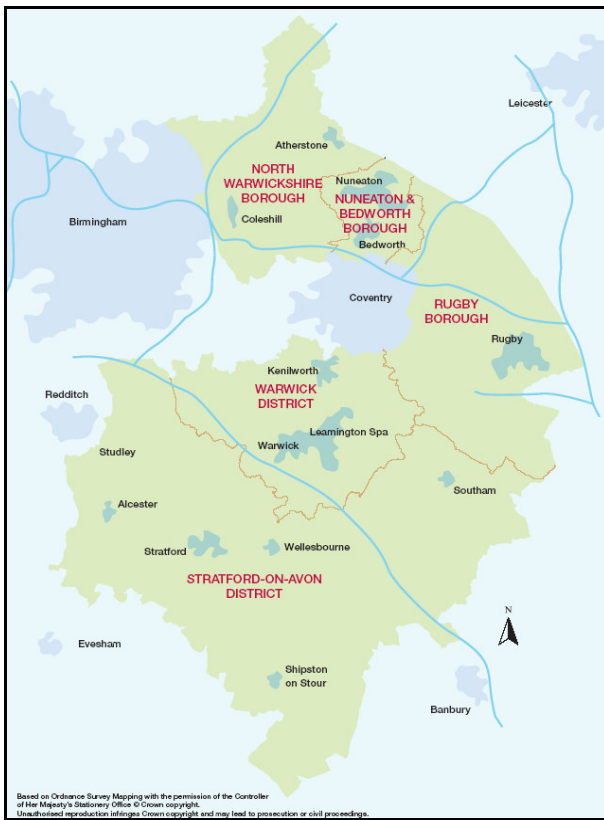 Leicester
Atherstone
NORTH
WARWICKSHIRE
BOROUGH
Nuneaton
NUNEATON &
BEDWORTH
BOROUGH
Birmingham
Coleshill
Bedworth
Coventry
RUGBY
BOROUGH
Rugby
Kenilworth
Redditch
WARWICK
DISTRICT
Leamington Spa
Warwick
Studley
Southam
Alcester
Stratford
Wellesbourne
STRATFORD-ON-AVON
DISTRICT
N
Evesham
Shipston
on Stour
Banbury
Based on Ordnance Survey Mapping with the permission of the Controller
of Her Majesty's Stationery Office © Crown copyright.
Unauthorised reproduction infringes Crown copyright and may lead to prosecution or civil proceedings.